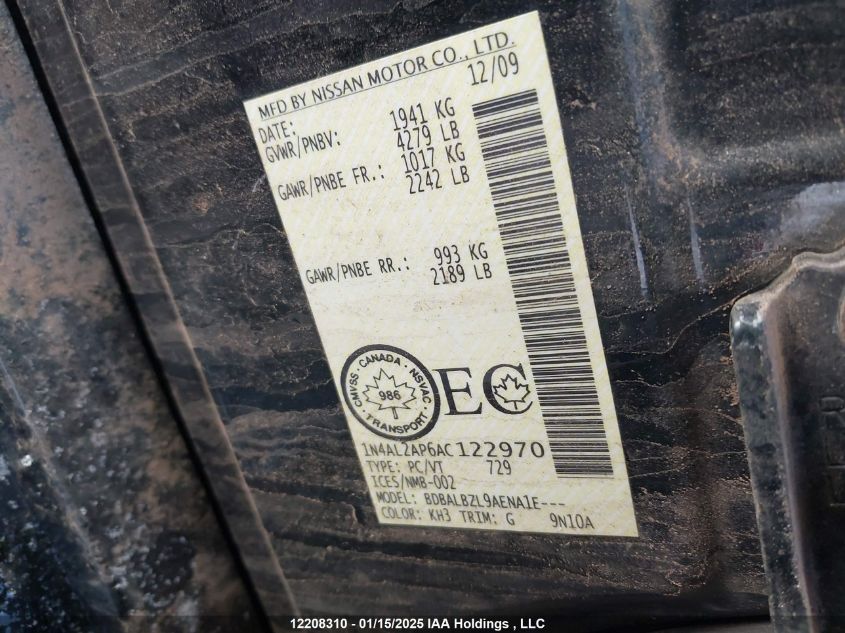 MFD BY NISSAN MOTOR CO., LTD.
DATE: 12/09
GVWR/PNBV: 1941 KG
4279 LB
GAWR/PNBE FR.: 1017 KG
2242 LB
GAWR/PNBE RR.: 993 KG
2189 LB
CMVSS · CANADA · NSVAC
986
TRANSPORT
EC
1N4AL2AP6AC122970
TYPE: PC/VT 729
ICES/NMB-002
MODEL: BDBALBZL9AENA1E---
COLOR: KH3 TRIM: G 9N10A
12208310 - 01/15/2025 IAA Holdings , LLC